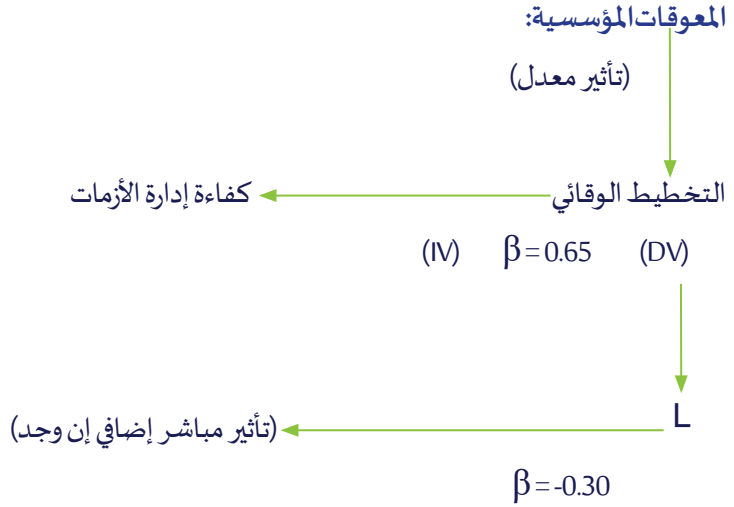 المعوقات المؤسسية:
(تأثير معدل)
التخطيط الوقائي
كفاءة إدارة الأزمات
(IV) β = 0.65 (DV)
L
(تأثير مباشر إضافي إن وجد)
β = -0.30